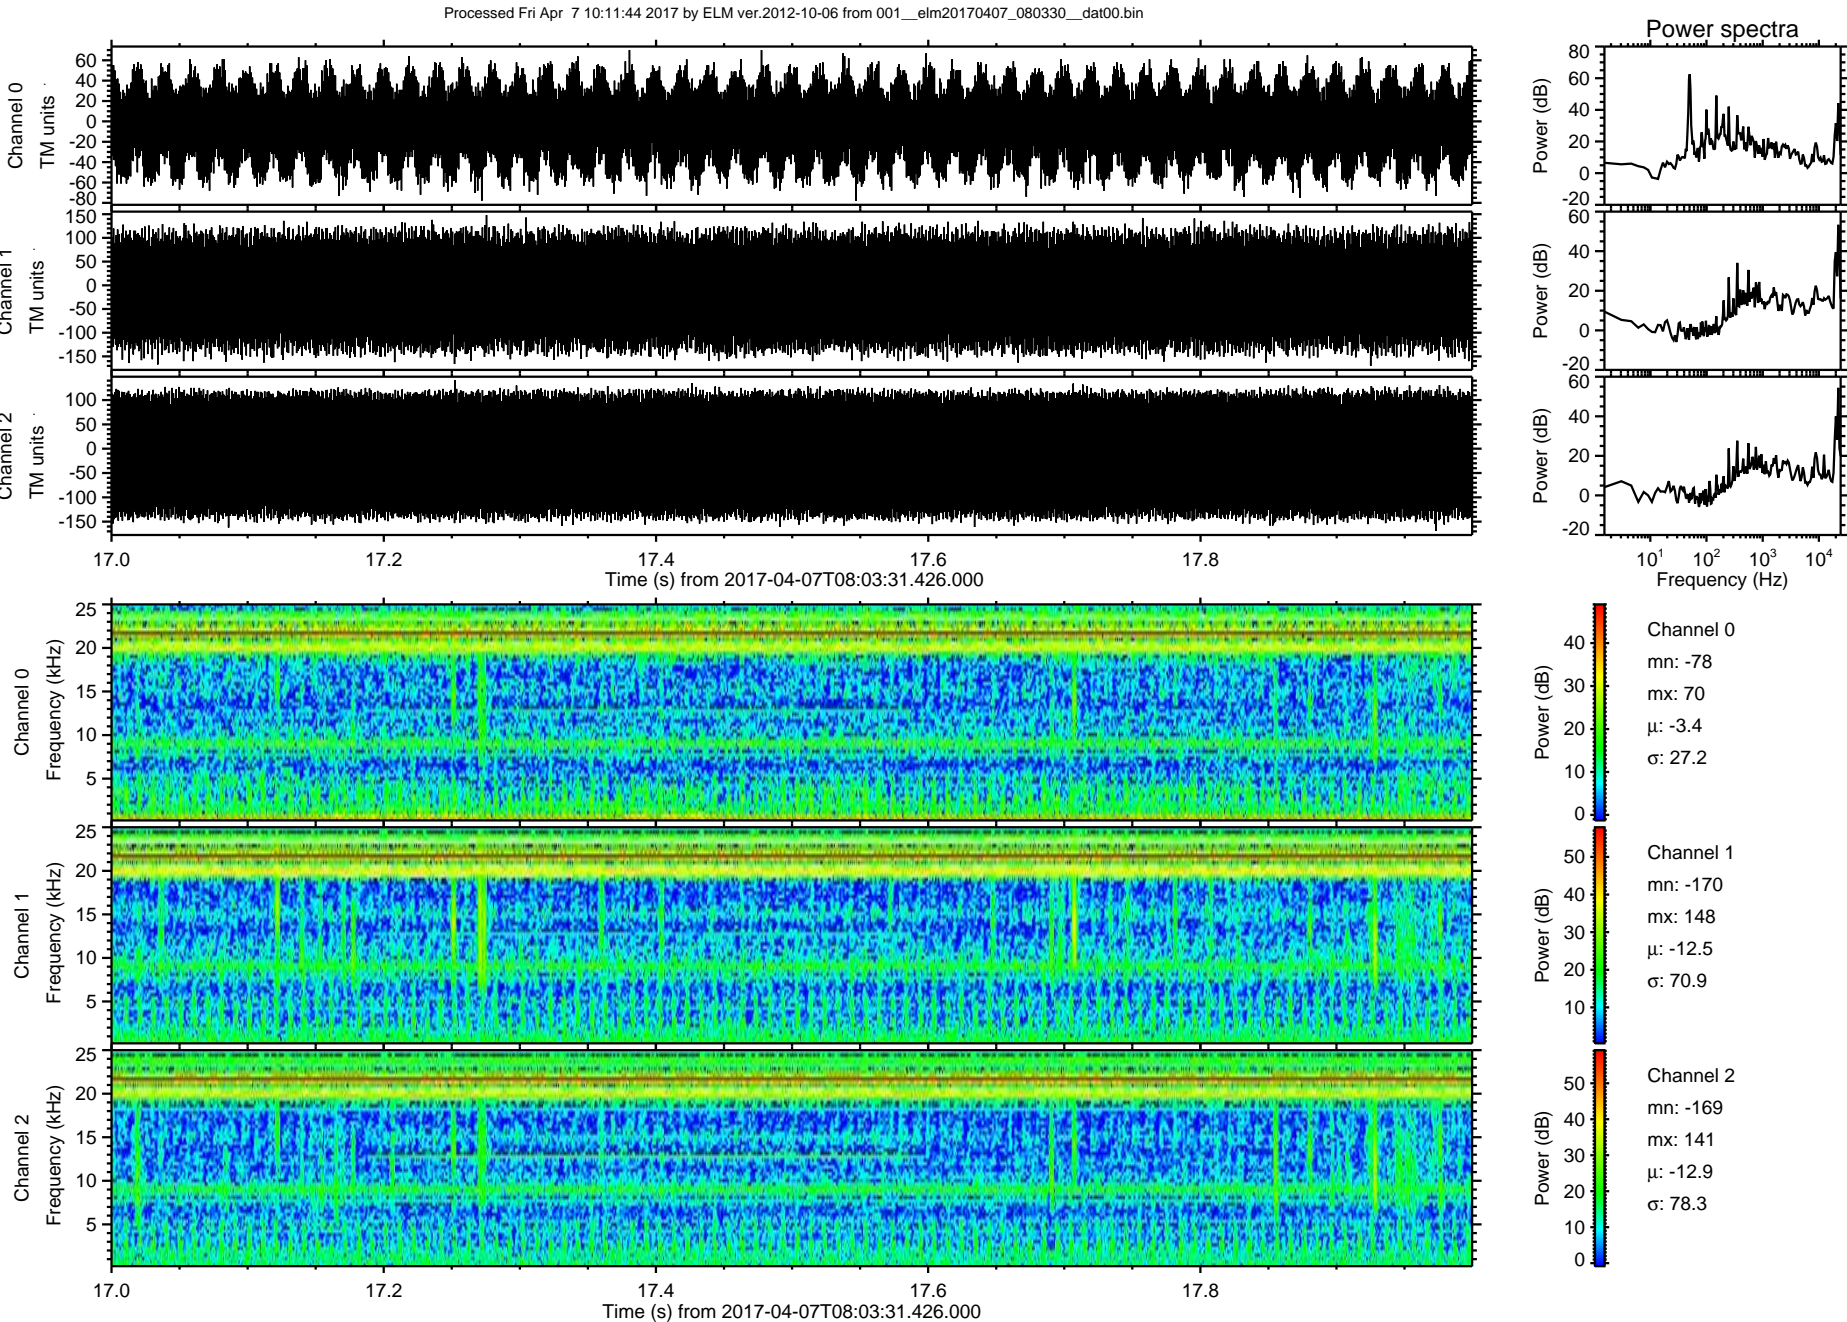 Processed Fri Apr 7 10:11:44 2017 by ELM ver.2012-10-06 from 001__elm20170407_080330__dat00.bin
Power spectra
Channel 0
TM units
60
40
20
0
-20
-40
-60
-80
Power (dB)
80
60
40
20
0
-20
Channel 1
TM units
150
100
50
0
-50
-100
-150
Power (dB)
60
40
20
0
-20
Channel 2
TM units
100
50
0
-50
-100
-150
Power (dB)
60
40
20
0
-20
17.0 17.2 17.4 17.6 17.8
Time (s) from 2017-04-07T08:03:31.426.000
10^1 10^2 10^3 10^4
Frequency (Hz)
Channel 0
Frequency (kHz)
25
20
15
10
5
Power (dB)
40
30
20
10
0
Channel 0
mn: -78
mx: 70
μ: -3.4
σ: 27.2
Channel 1
Frequency (kHz)
25
20
15
10
5
Power (dB)
50
40
30
20
10
Channel 1
mn: -170
mx: 148
μ: -12.5
σ: 70.9
Channel 2
Frequency (kHz)
25
20
15
10
5
Power (dB)
50
40
30
20
10
0
Channel 2
mn: -169
mx: 141
μ: -12.9
σ: 78.3
17.0 17.2 17.4 17.6 17.8
Time (s) from 2017-04-07T08:03:31.426.000